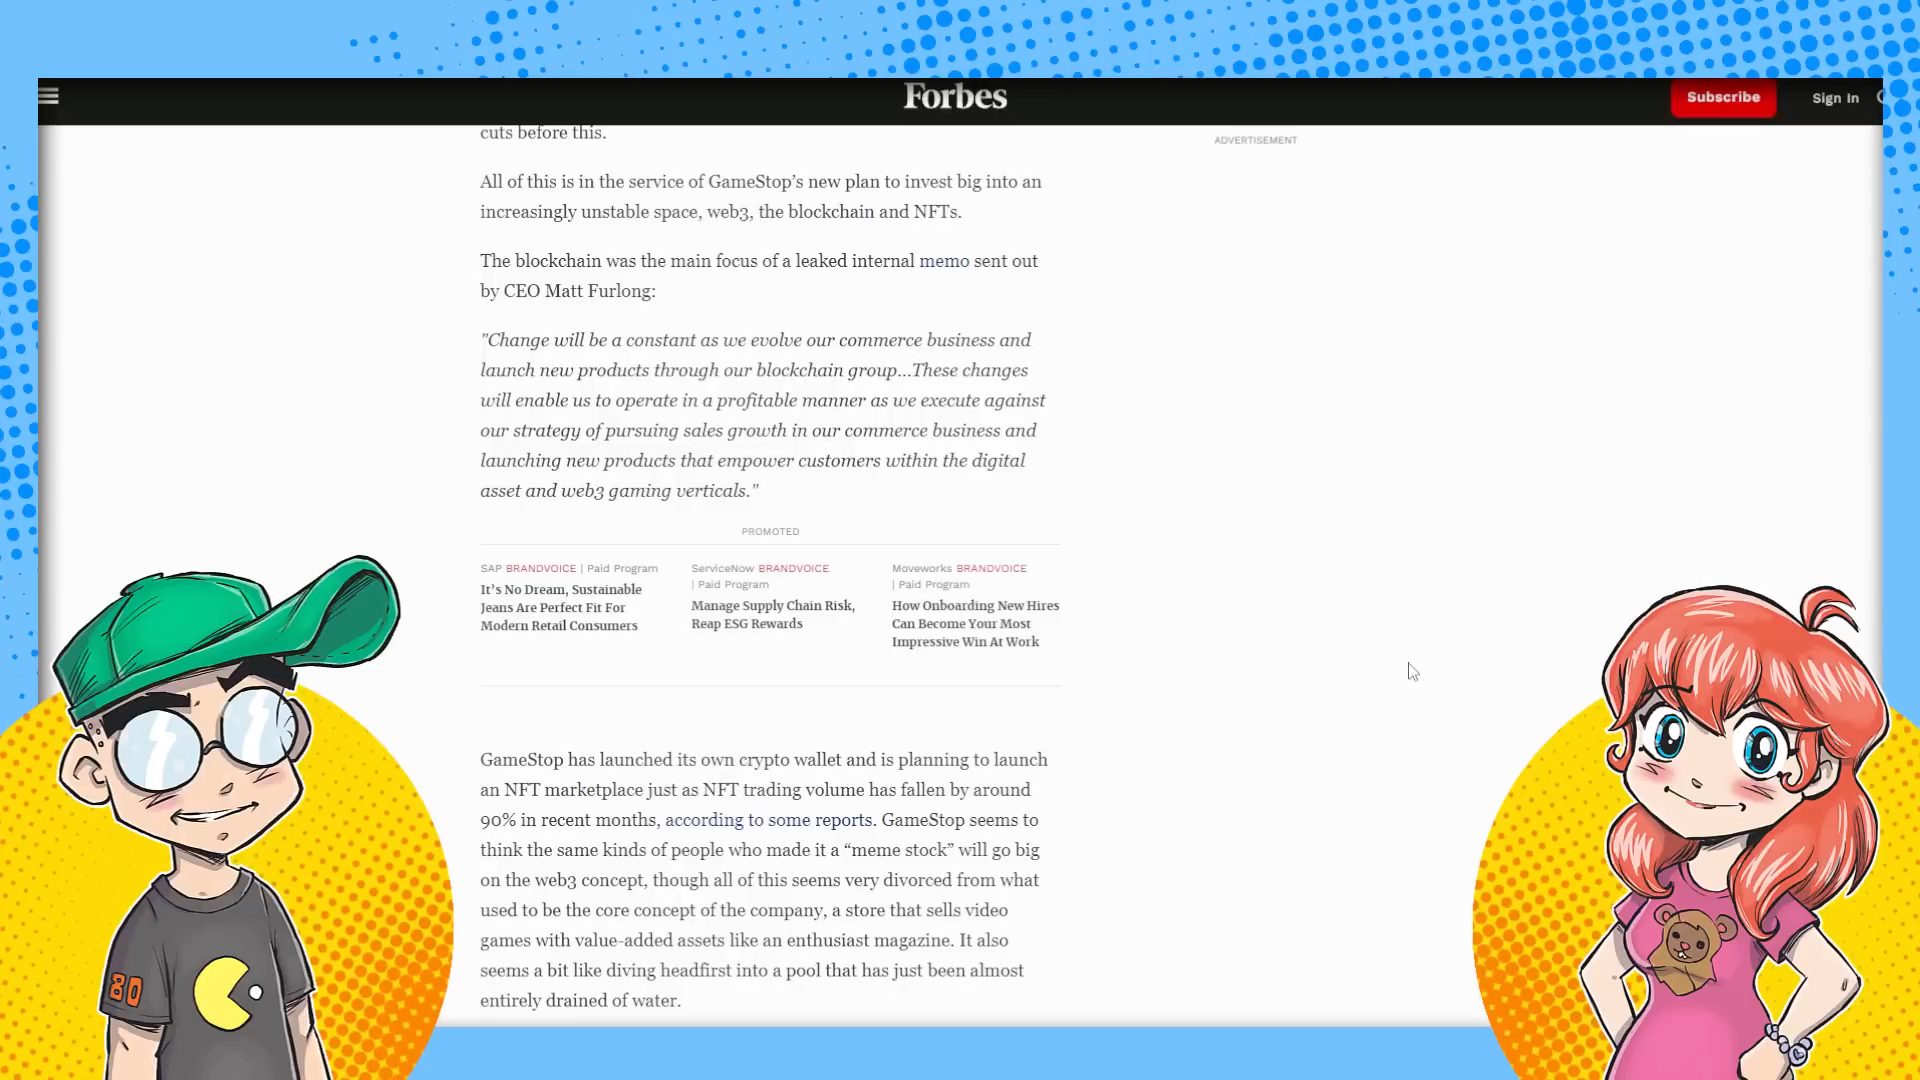 Forbes
Subscribe
Sign In
cuts before this.
ADVERTISEMENT
All of this is in the service of GameStop's new plan to invest big into an
increasingly unstable space, web3, the blockchain and NFTs.
The blockchain was the main focus of a leaked internal memo sent out
by CEO Matt Furlong:
"Change will be a constant as we evolve our commerce business and
launch new products through our blockchain group...These changes
will enable us to operate in a profitable manner as we execute against
our strategy of pursuing sales growth in our commerce business and
launching new products that empower customers within the digital
asset and web3 gaming verticals."
PROMOTED
SAP BRANDVOICE | Paid Program
It's No Dream, Sustainable
Jeans Are Perfect Fit For
Modern Retail Consumers
ServiceNow BRANDVOICE
| Paid Program
Manage Supply Chain Risk,
Reap ESG Rewards
Moveworks BRANDVOICE
| Paid Program
How Onboarding New Hires
Can Become Your Most
Impressive Win At Work
GameStop has launched its own crypto wallet and is planning to launch
an NFT marketplace just as NFT trading volume has fallen by around
90% in recent months, according to some reports. GameStop seems to
think the same kinds of people who made it a “meme stock” will go big
on the web3 concept, though all of this seems very divorced from what
used to be the core concept of the company, a store that sells video
games with value-added assets like an enthusiast magazine. It also
seems a bit like diving headfirst into a pool that has just been almost
entirely drained of water.
80